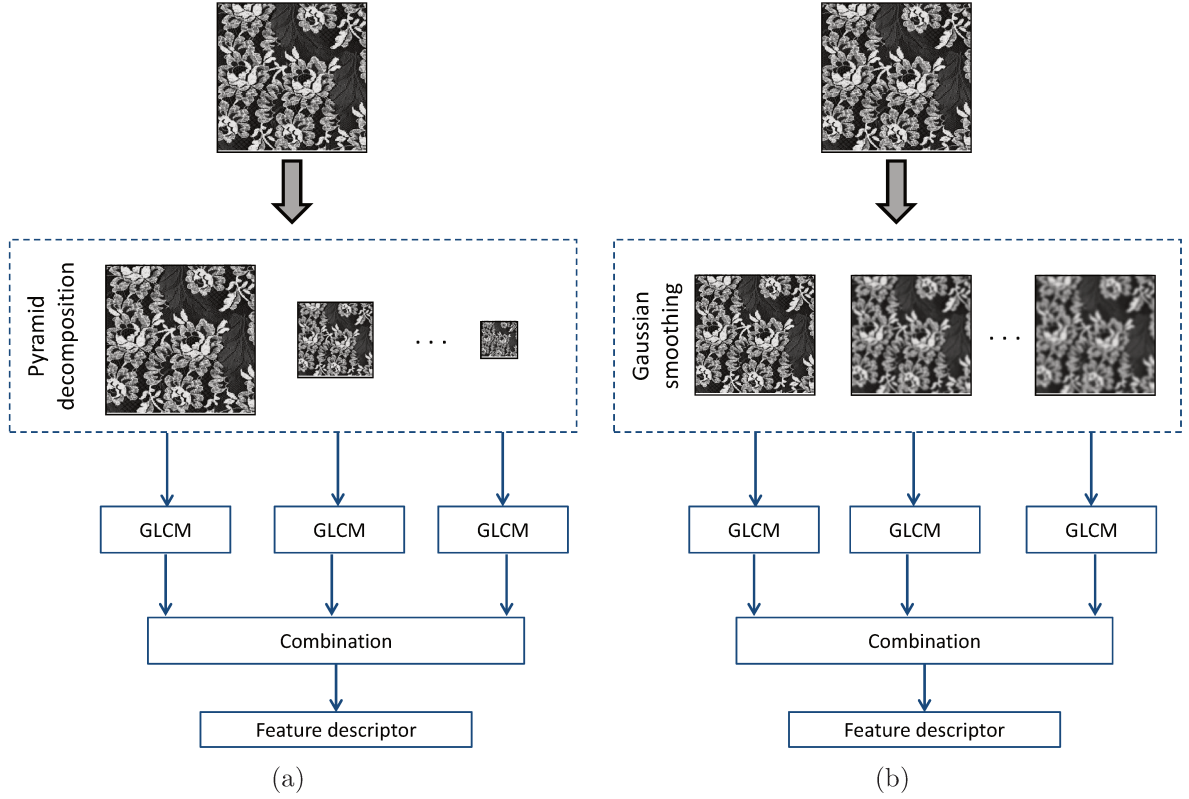 Pyramid
decomposition
. . .
GLCM
GLCM
GLCM
Combination
Feature descriptor
(a)
Gaussian
smoothing
. . .
GLCM
GLCM
GLCM
Combination
Feature descriptor
(b)